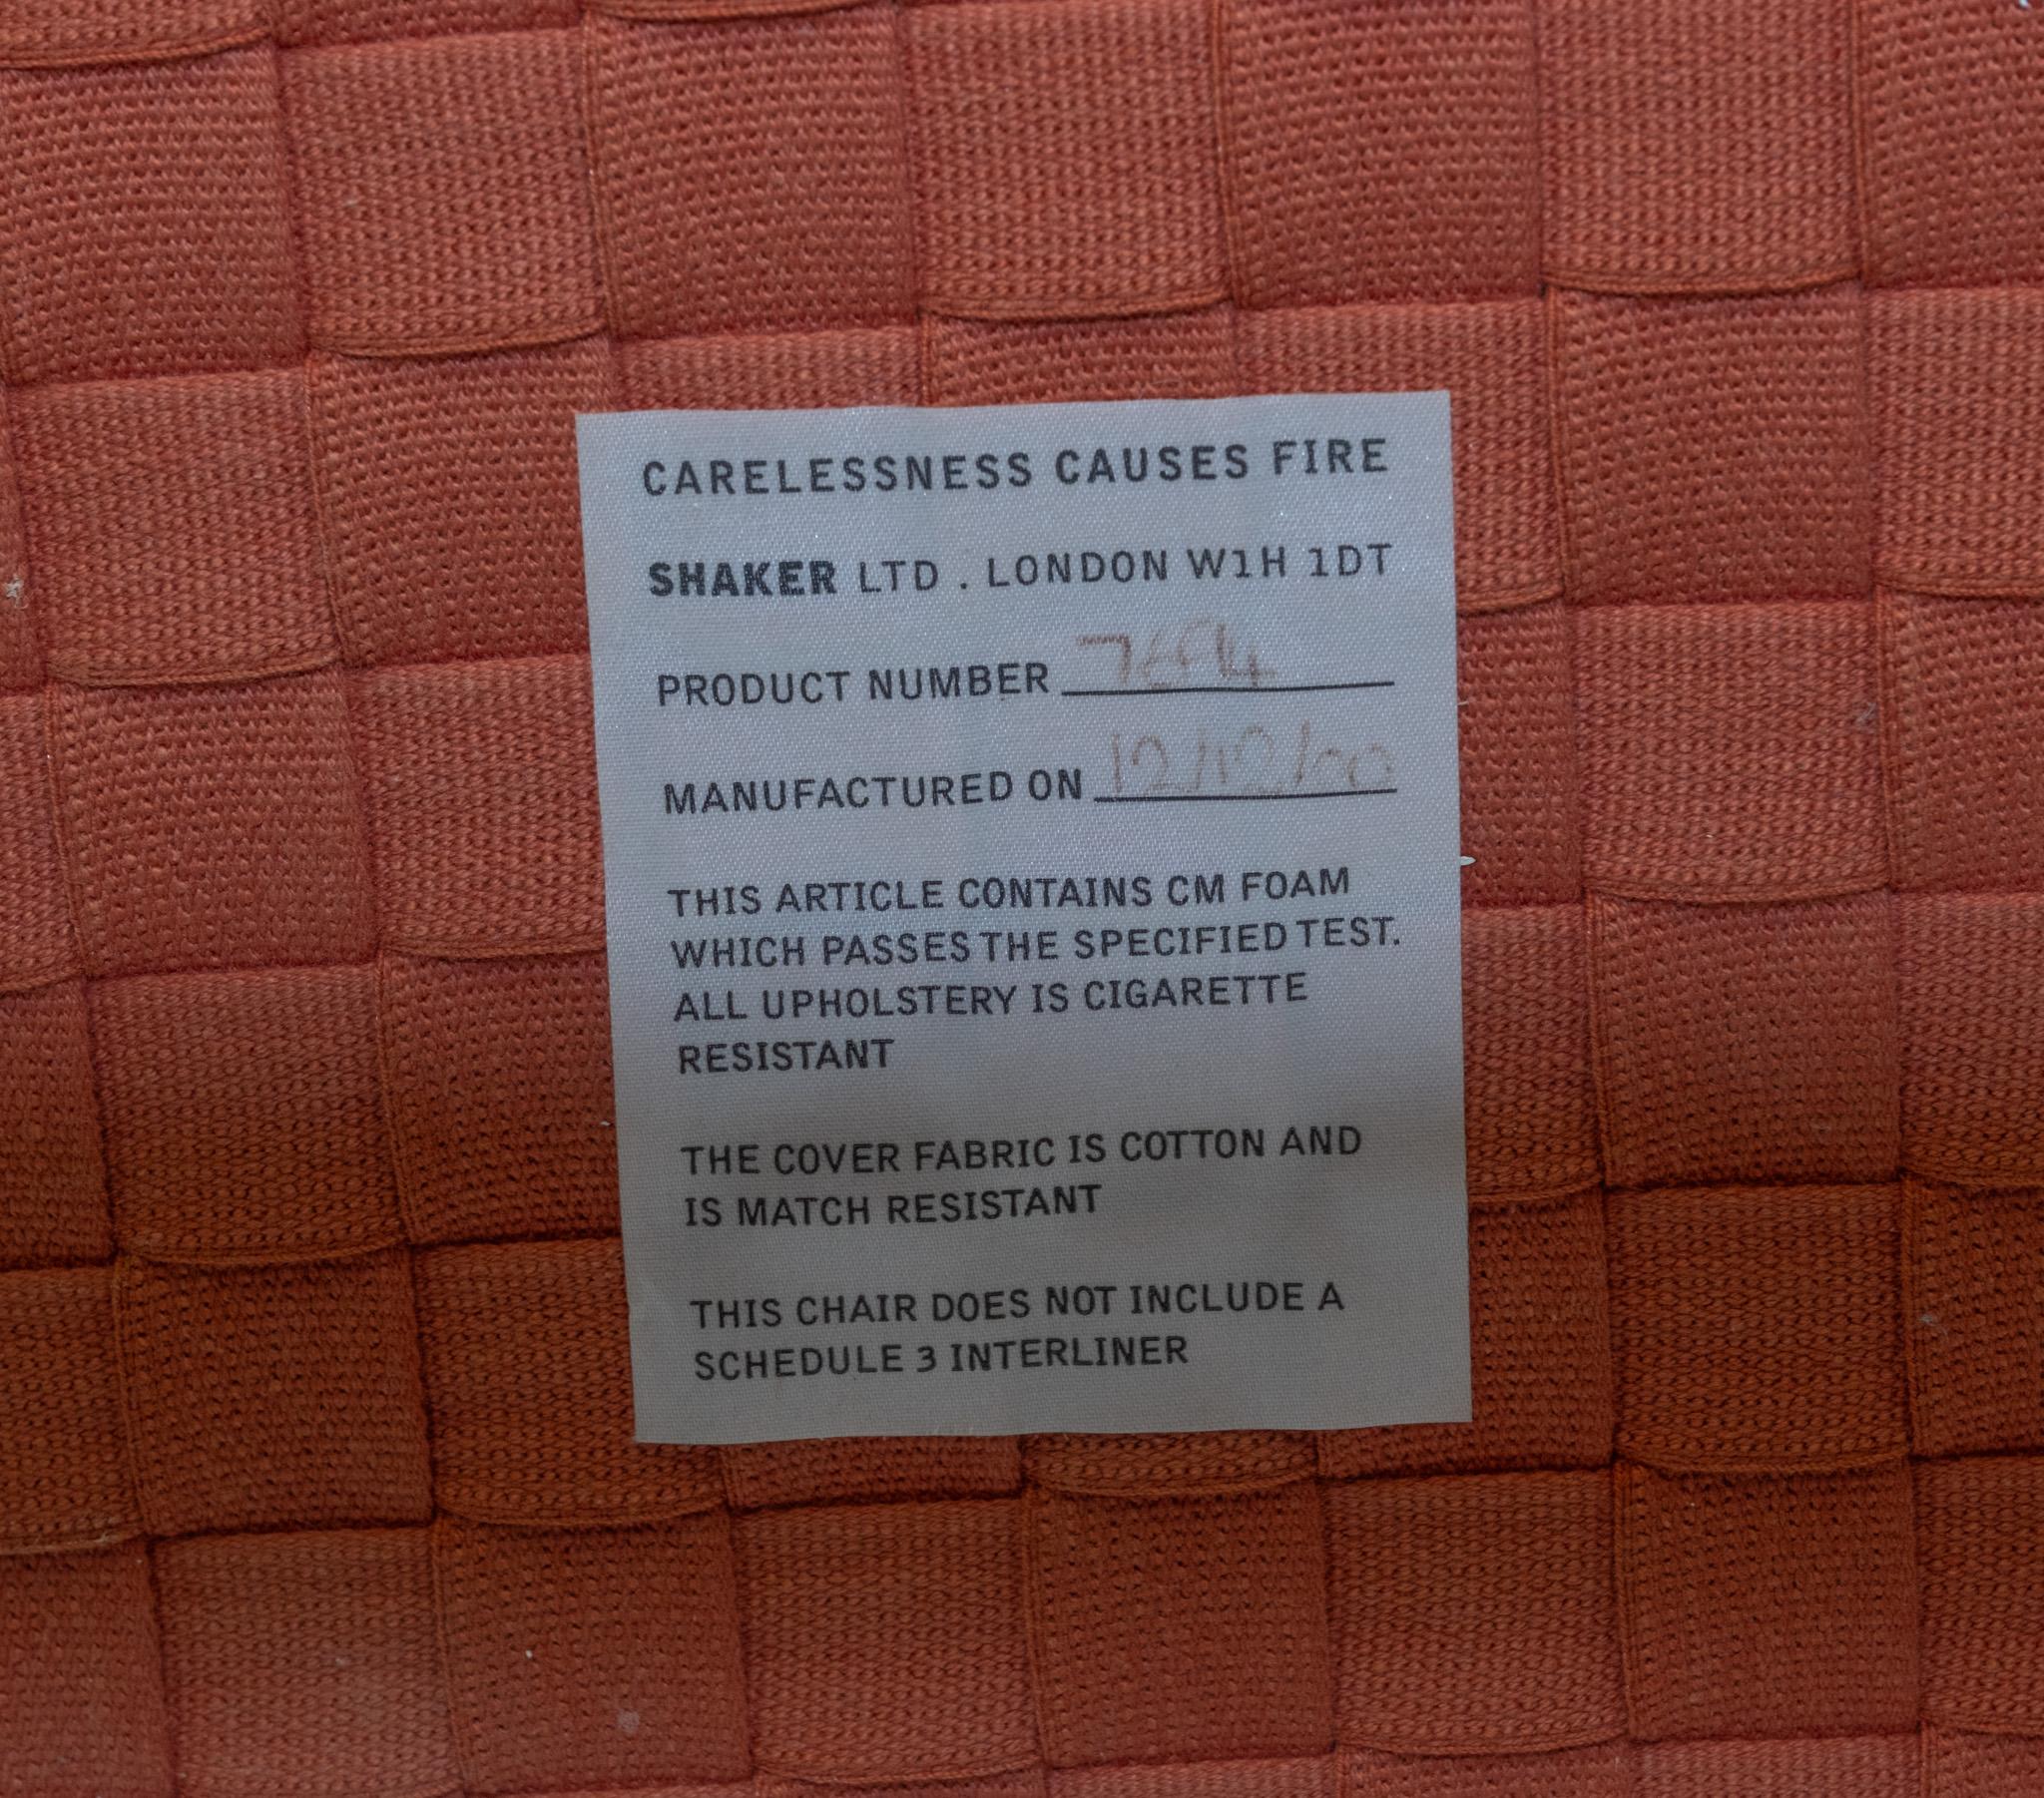 CARELESSNESS CAUSES FIRE
SHAKER LTD . LONDON W1H 1DT
PRODUCT NUMBER
MANUFACTURED ON 12/12/00
THIS ARTICLE CONTAINS CM FOAM
WHICH PASSES THE SPECIFIED TEST.
ALL UPHOLSTERY IS CIGARETTE
RESISTANT
THE COVER FABRIC IS COTTON AND
IS MATCH RESISTANT
THIS CHAIR DOES NOT INCLUDE A
SCHEDULE 3 INTERLINER